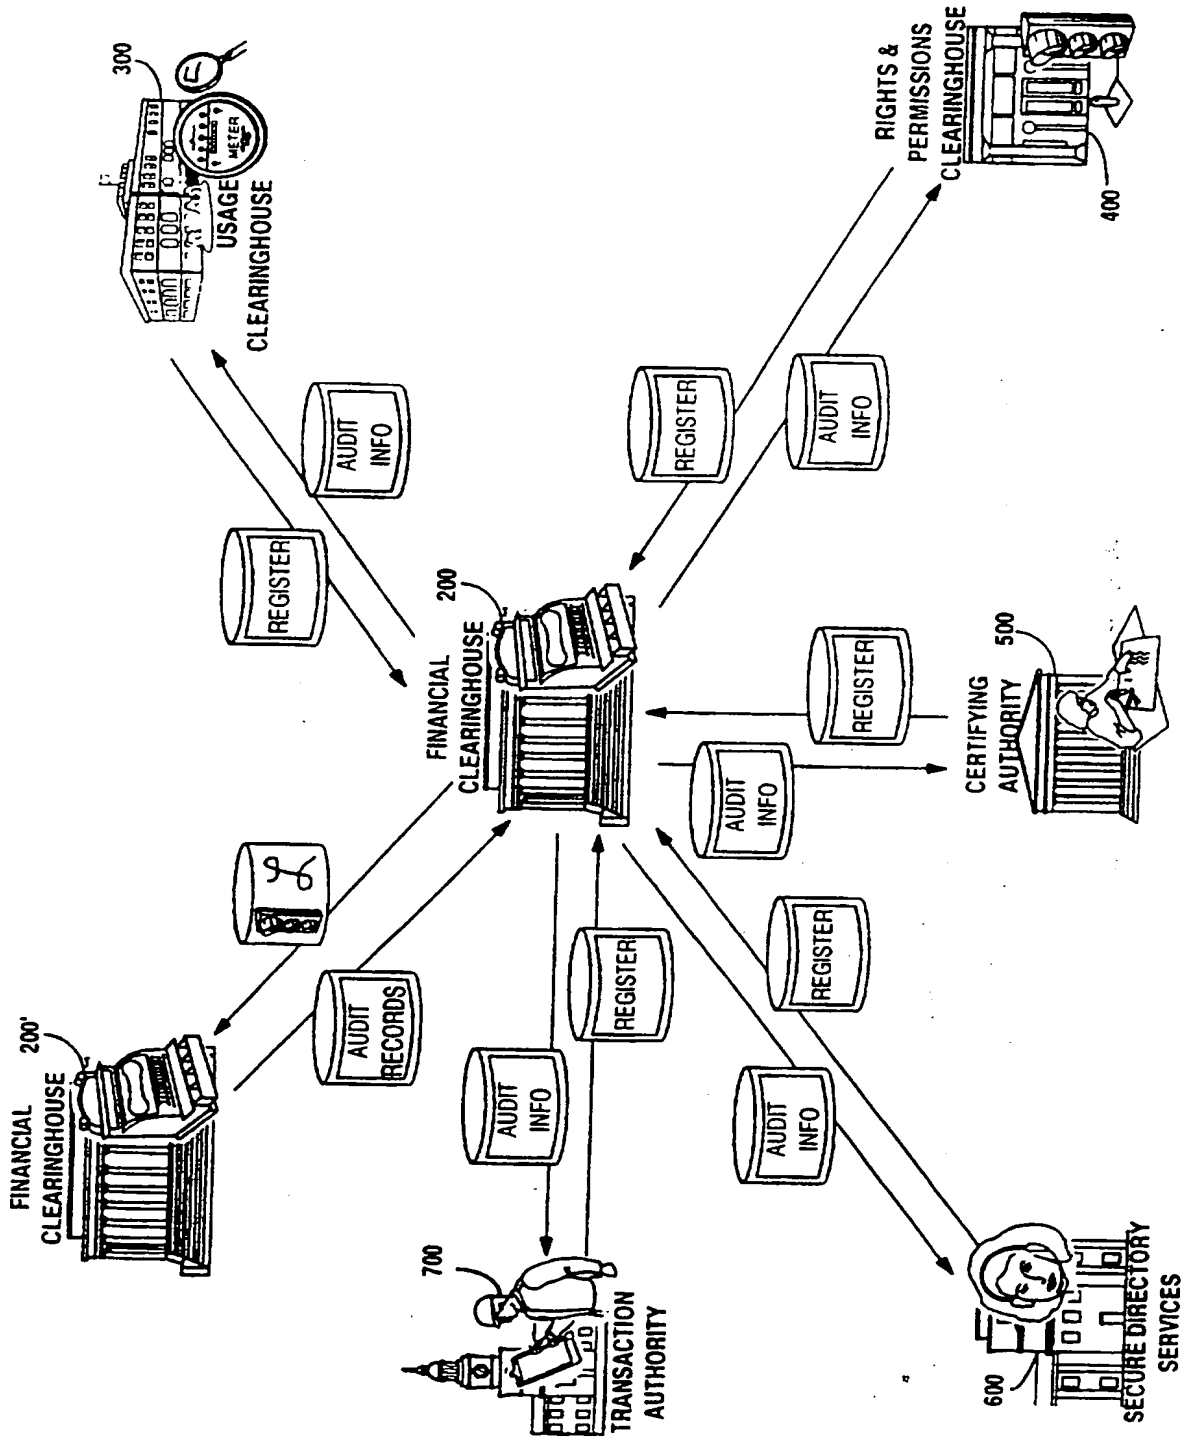 FINANCIAL
CLEARINGHOUSE
200'
300
METER
USAGE
CLEARINGHOUSE
REGISTER
AUDIT
INFO
AUDIT
RECORDS
FINANCIAL
CLEARINGHOUSE
200
700
TRANSACTION
AUTHORITY
AUDIT
INFO
REGISTER
REGISTER
AUDIT
INFO
RIGHTS &
PERMISSIONS
CLEARINGHOUSE
400
AUDIT
INFO
REGISTER
AUDIT
INFO
REGISTER
600
SECURE DIRECTORY
SERVICES
CERTIFYING
AUTHORITY
500